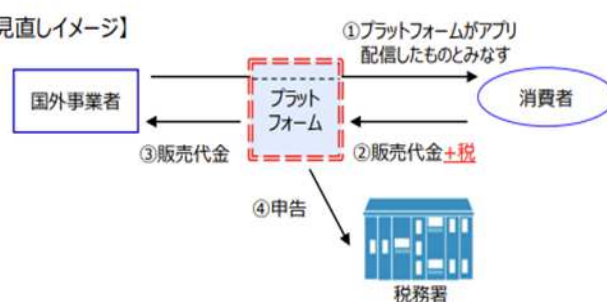 見直しイメージ】
①プラットフォームがアプリ
配信したものとみなす
国外事業者
プラット
フォーム
消費者
③販売代金
②販売代金+税
④申告
税務署